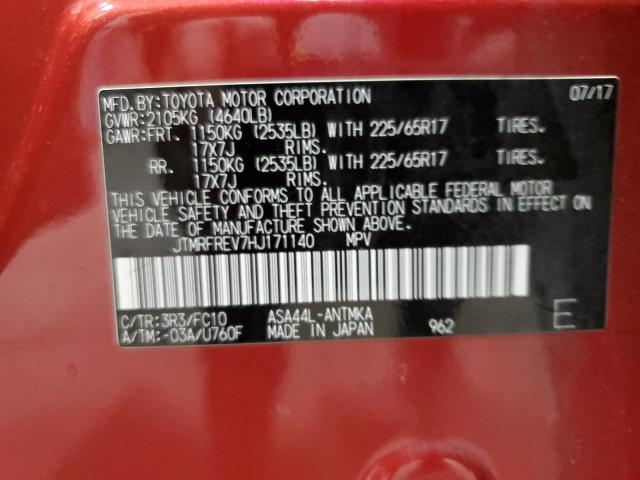 MFD.BY:TOYOTA MOTOR CORPORATION 07/17
GVWR:2105KG (4640LB)
GAWR:FRT. 1150KG (2535LB) WITH 225/65R17 TIRES.
17X7J RIMS.
RR. 1150KG (2535LB) WITH 225/65R17 TIRES.
17X7J RIMS.
THIS VEHICLE CONFORMS TO ALL APPLICABLE FEDERAL MOTOR
VEHICLE SAFETY AND THEFT PREVENTION STANDARDS IN EFFECT ON
THE DATE OF MANUFACTURE SHOWN ABOVE.
JTMRFREV7HJ171140 MPV
C/TR:3R3/FC10 ASA44L-ANTMKA
A/TM:-03A/U760F MADE IN JAPAN 962 E